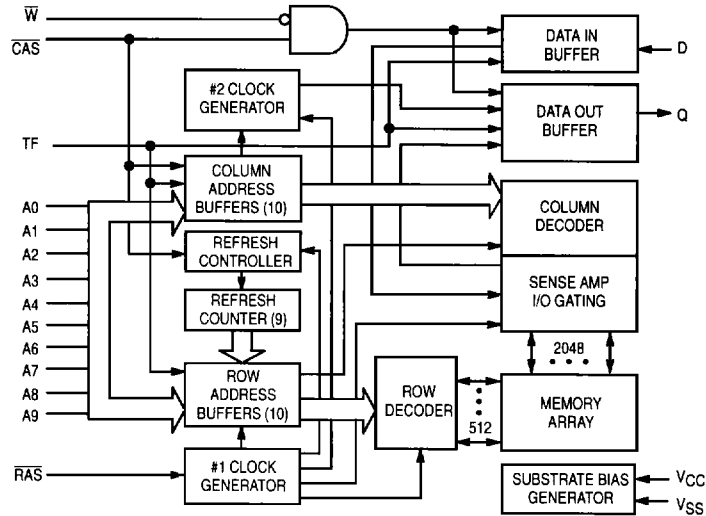 W̅
C̅A̅S̅
TF
A0
A1
A2
A3
A4
A5
A6
A7
A8
A9
R̅A̅S̅
#2 CLOCK
GENERATOR
COLUMN
ADDRESS
BUFFERS (10)
REFRESH
CONTROLLER
REFRESH
COUNTER (9)
ROW
ADDRESS
BUFFERS (10)
#1 CLOCK
GENERATOR
ROW
DECODER
512
DATA IN
BUFFER
D
DATA OUT
BUFFER
Q
COLUMN
DECODER
SENSE AMP
I/O GATING
2048
MEMORY
ARRAY
SUBSTRATE BIAS
GENERATOR
VCC
VSS